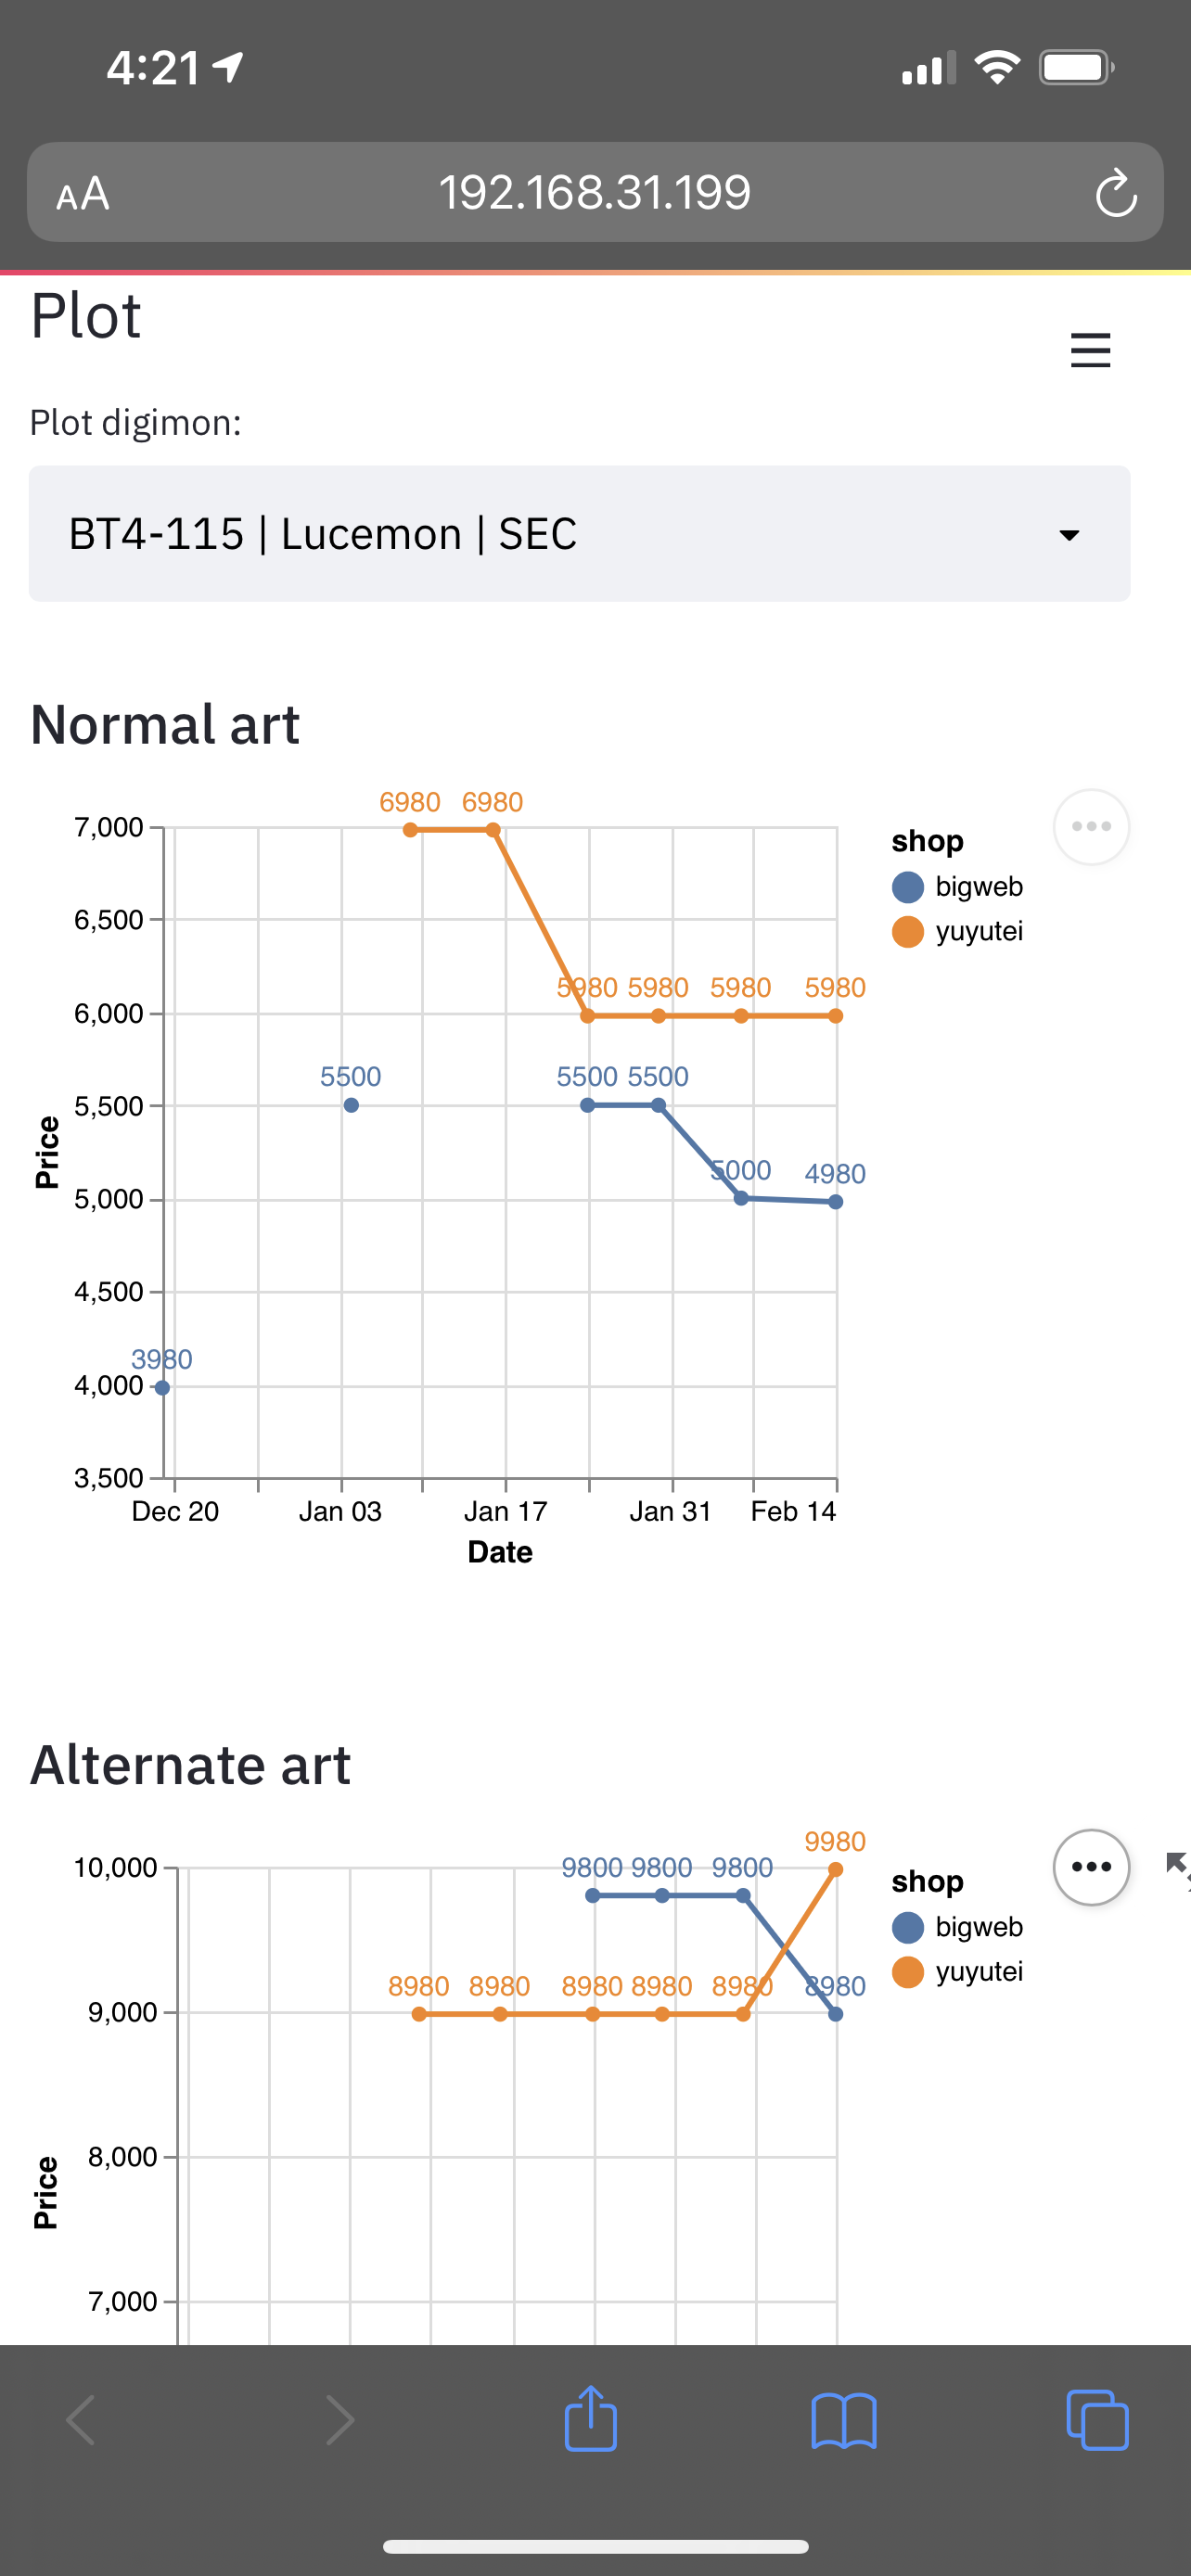 4:21
AA
192.168.31.199
Plot
Plot digimon:
BT4-115 | Lucemon | SEC
Normal art
6980 6980
7,000
shop
bigweb
yuyutei
6,500
5980 5980 5980 5980
6,000
5500 5500 5500
5,500
Price
5000 4980
5,000
4,500
3980
4,000
3,500
Dec 20 Jan 03 Jan 17 Jan 31 Feb 14
Date
Alternate art
9980
10,000
9800 9800 9800
shop
bigweb
yuyutei
8980 8980 8980 8980 8980 8980
9,000
8,000
Price
7,000